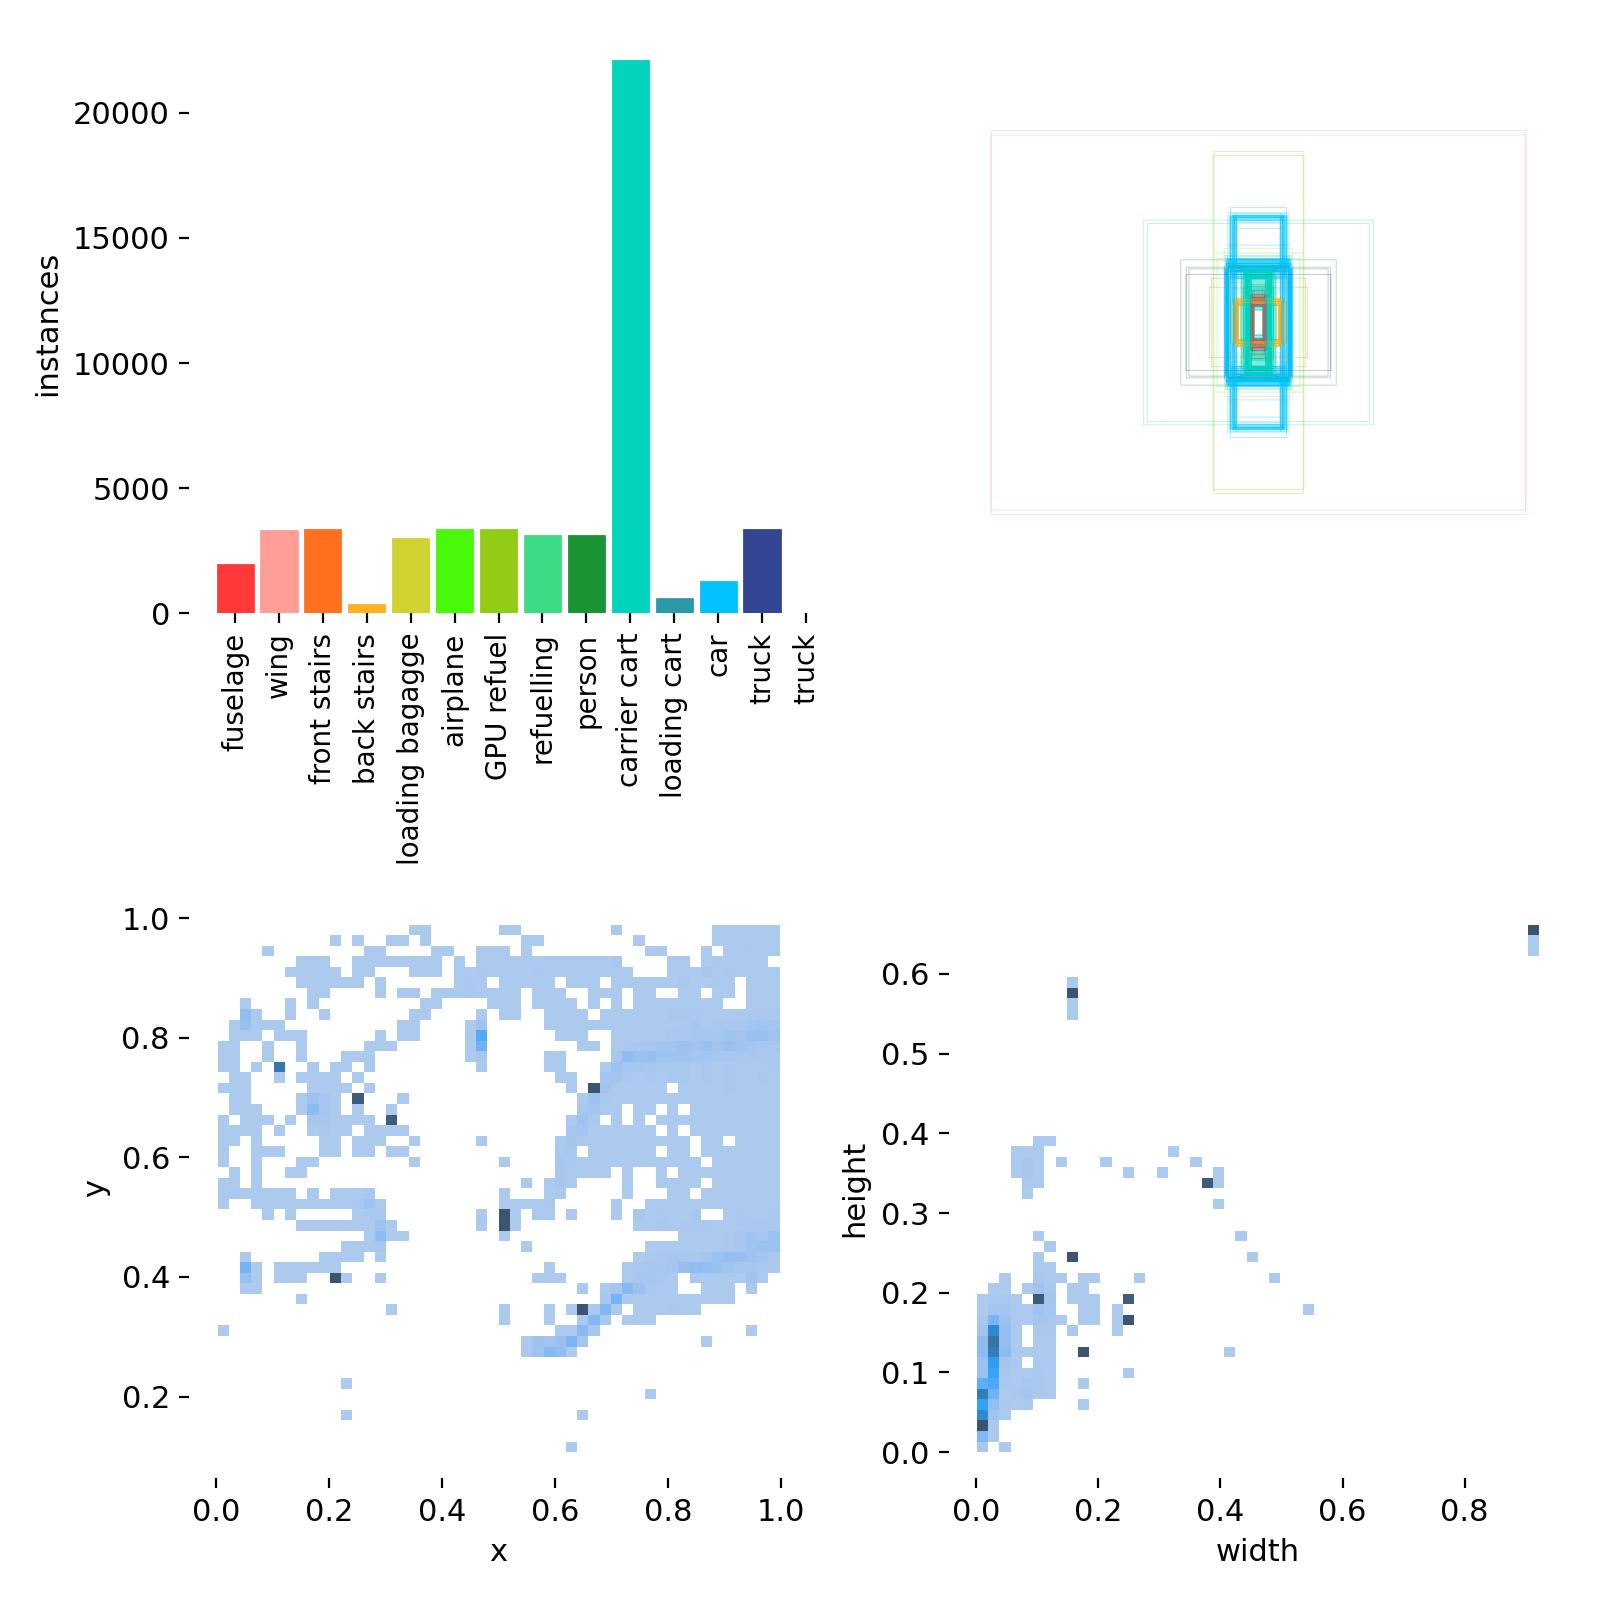 20000
15000
10000
5000
0
instances
fuselage
wing
front stairs
back stairs
loading bagagge
airplane
GPU refuel
refuelling
person
carrier cart
loading cart
car
truck
truck
1.0
0.8
0.6
0.4
0.2
y
0.0 0.2 0.4 0.6 0.8 1.0
x
0.6
0.5
0.4
0.3
0.2
0.1
0.0
height
0.0 0.2 0.4 0.6 0.8
width